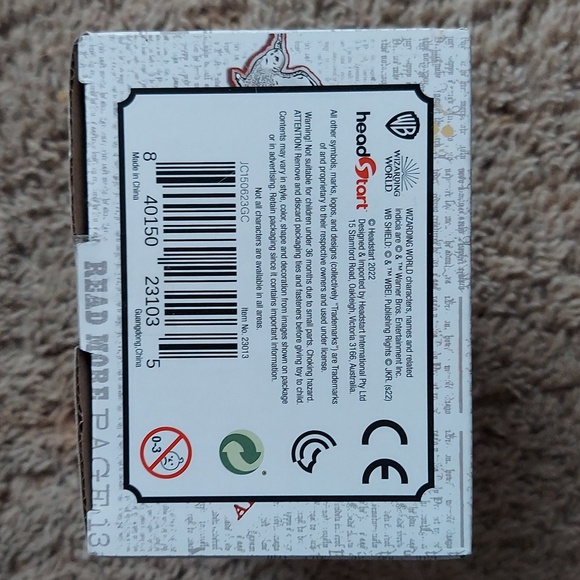 WB
WIZARDING
WORLD
WIZARDING WORLD characters, names and related
indicia are © & ™ Warner Bros. Entertainment Inc.
WB SHIELD: © & ™ WBEI. Publishing Rights © JKR. (s22)
headstart
© Headstart 2022
Designed & Imported by Headstart International Pty Ltd
15 Stamford Road, Oakleigh, Victoria 3166, Australia.
All other symbols, marks, logos, and designs (collectively "Trademarks") are Trademarks
of and proprietary to their respective owners and used under license.
Warning! Not suitable for children under 36 months due to small parts. Choking hazard.
ATTENTION! Remove and discard packaging ties and fasteners before giving toy to child.
Contents may vary in style, color, shape and decoration from images shown on package
or in advertising. Retain packaging since it contains important information.
Not all characters are available in all areas.
JC150623GC
Item No. 23013
8 40150 23103 5
Made in China
Guangdong,China
CE
0-3
READ MORE PAGE 13